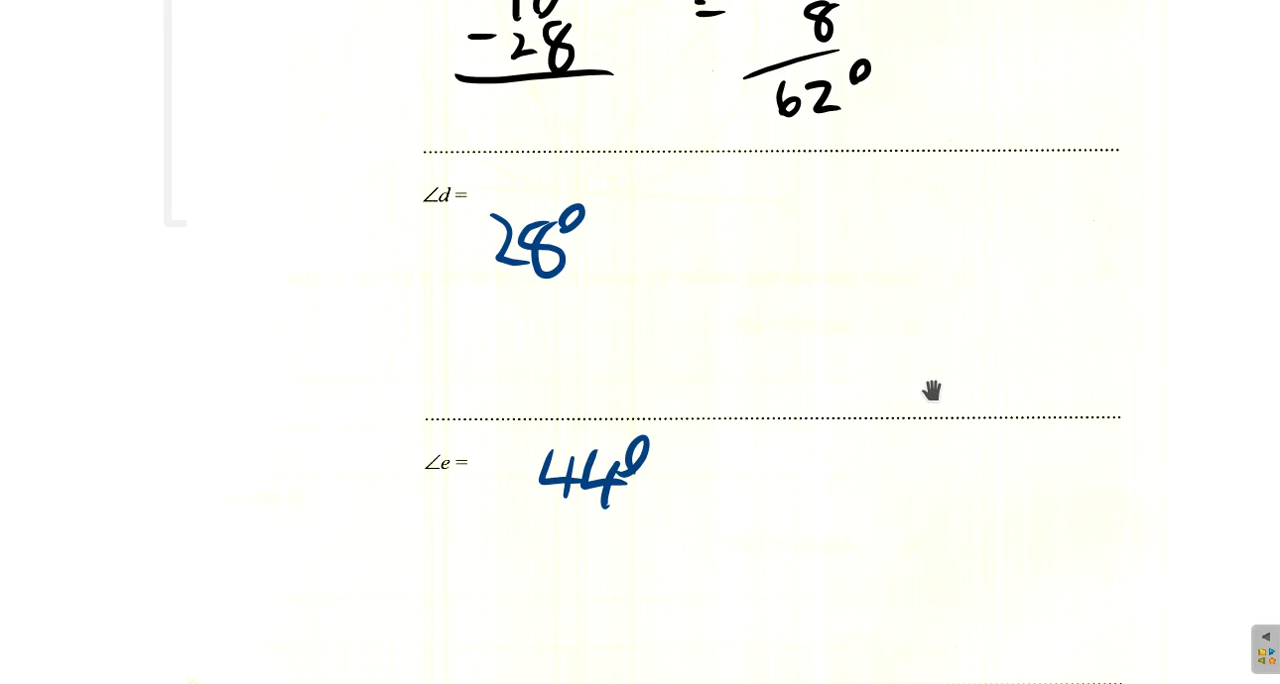 = 8
- 28
62°
∠d =
28°
∠e = 44°